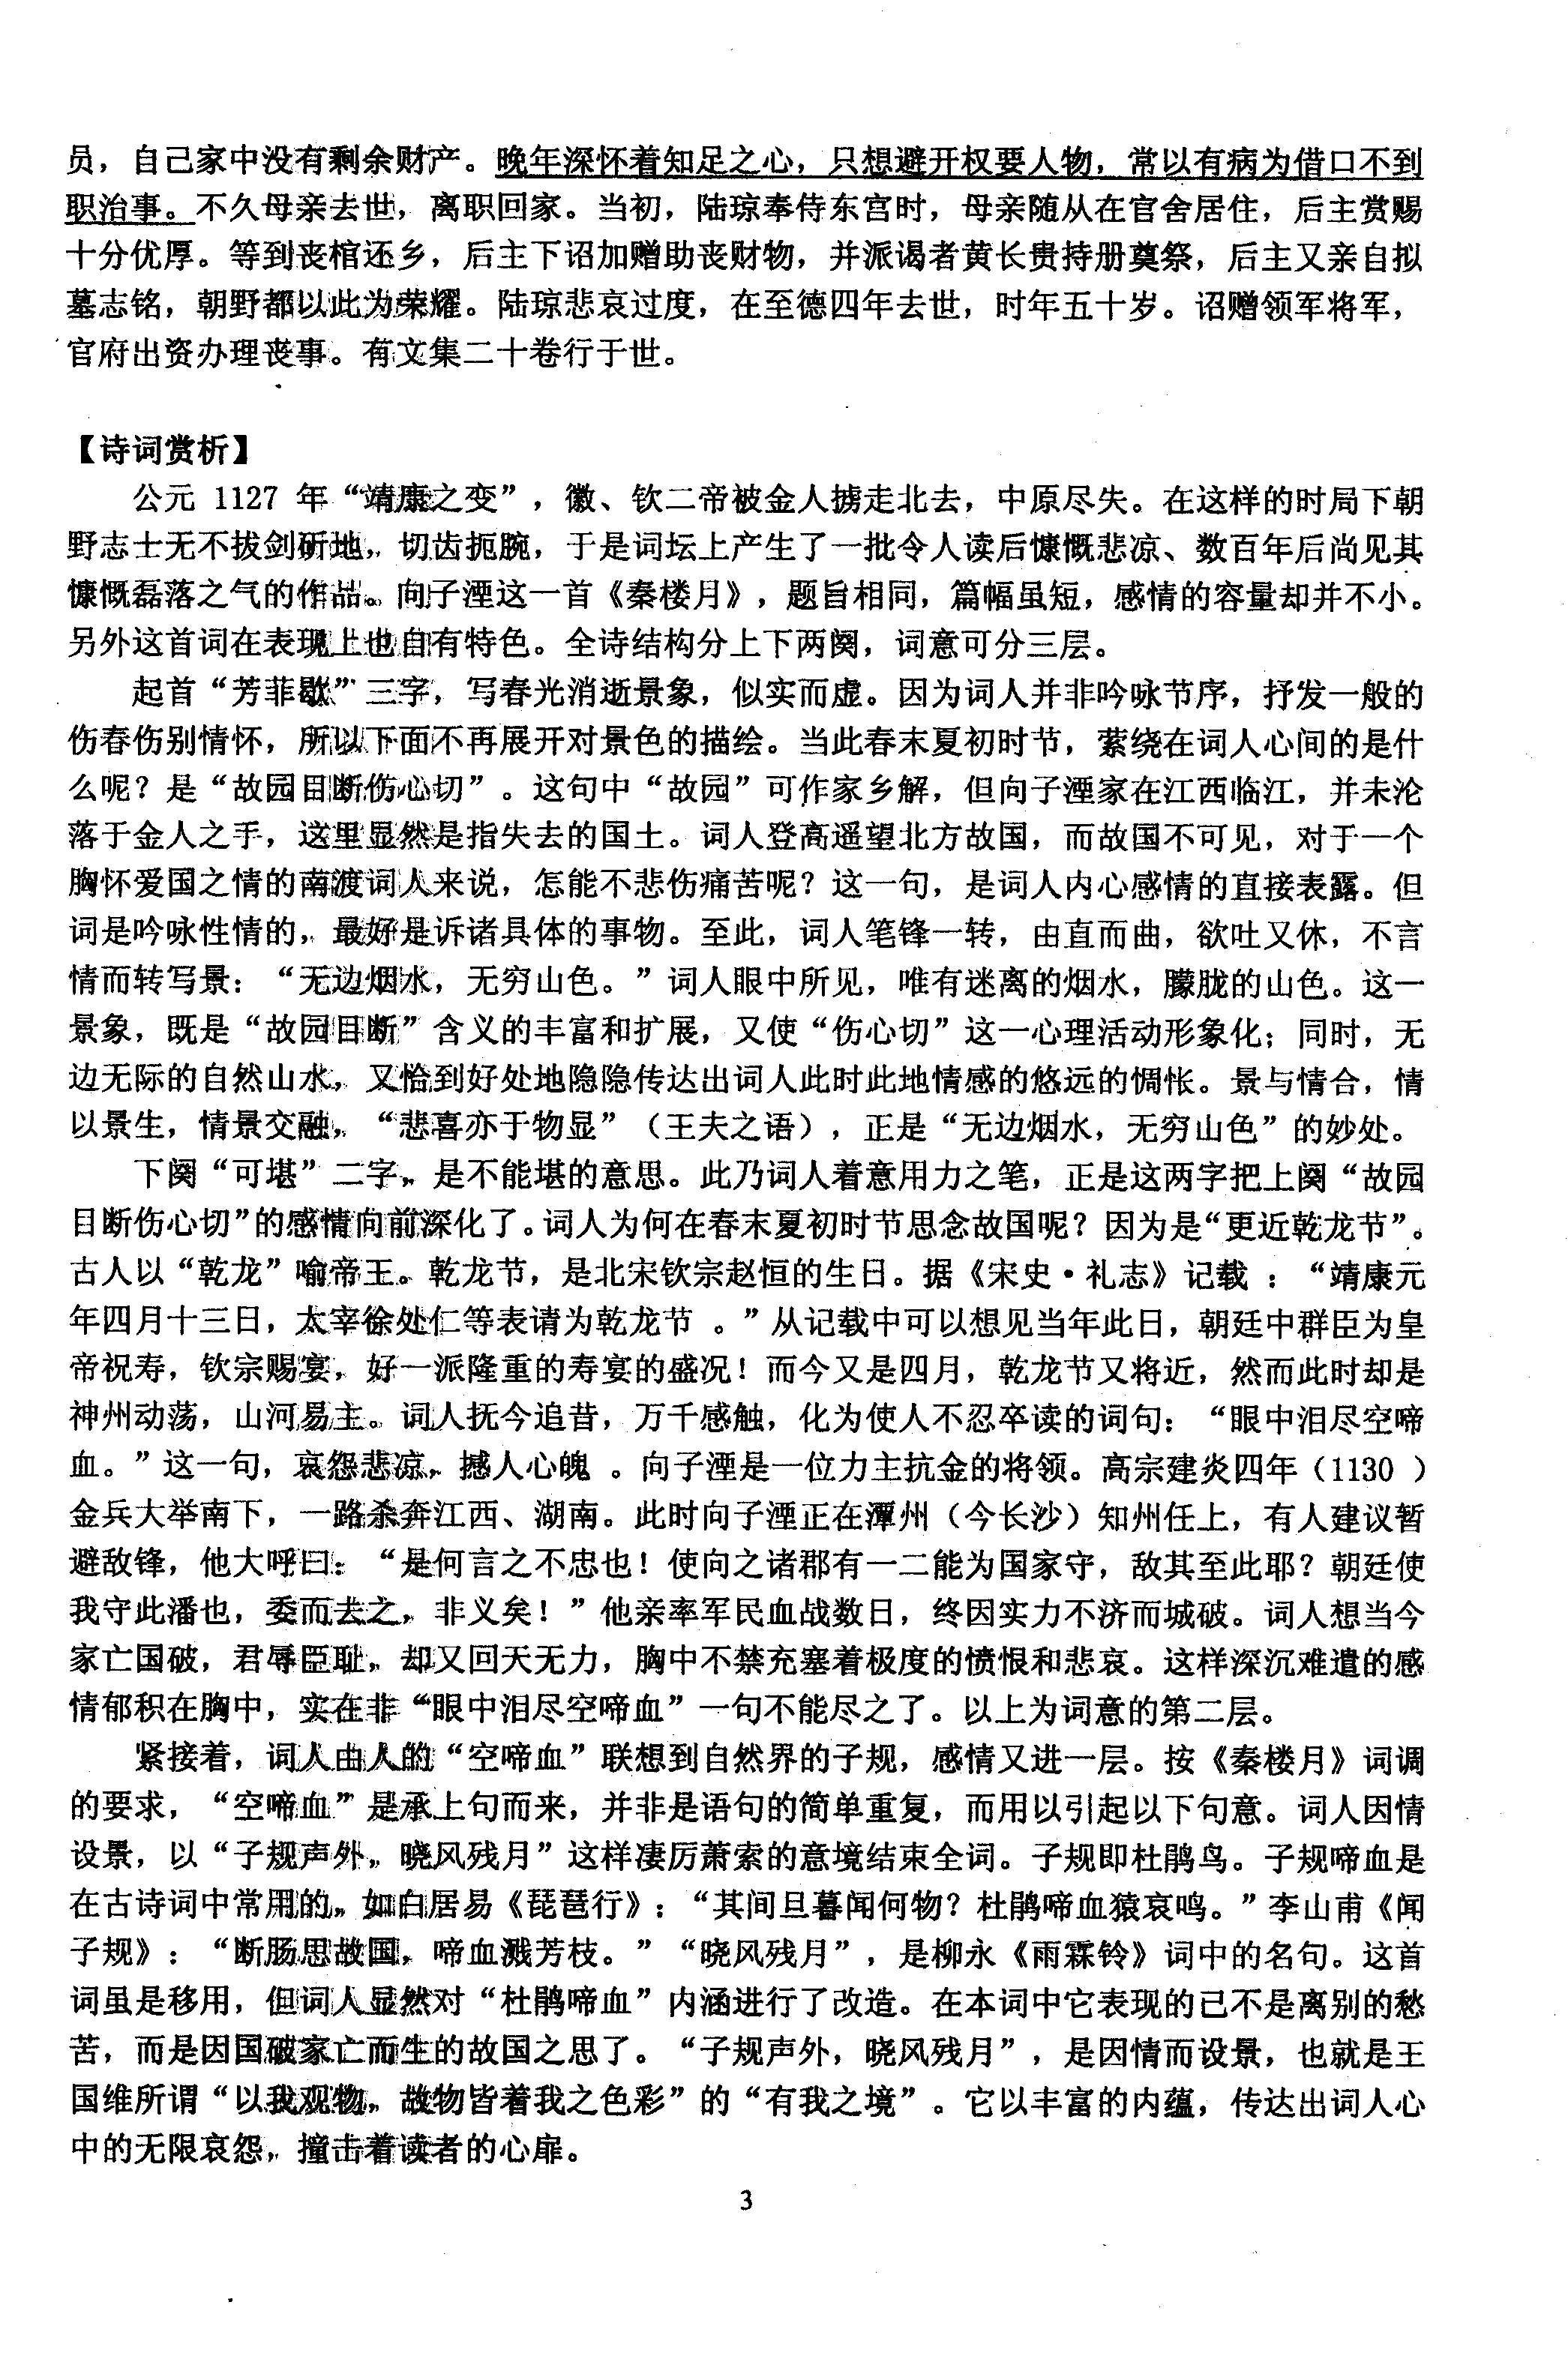 员，自己家中没有剩余财产。晚年深怀着知足之心，只想避开权要人物，常以有病为借口不到
职治事。不久母亲去世，离职回家。当初，陆琼奉侍东宫时，母亲随从在官舍居住，后主赏赐
十分优厚。等到丧棺还乡，后主下诏加赠助丧财物，并派谒者黄长贵持册奠祭，后主又亲自拟
墓志铭，朝野都以此为荣耀。陆琼悲哀过度，在至德四年去世，时年五十岁。诏赠领军将军，
官府出资办理丧事。有文集二十卷行于世。
【诗词赏析】
公元 1127 年“靖康之变”，徽、钦二帝被金人掳走北去，中原尽失。在这样的时局下朝
野志士无不拔剑斫地，切齿扼腕，于是词坛上产生了一批令人读后慷慨悲凉、数百年后尚见其
慷慨磊落之气的作品。向子湮这一首《秦楼月》，题旨相同，篇幅虽短，感情的容量却并不小。
另外这首词在表现上也自有特色。全诗结构分上下两阕，词意可分三层。
起首“芳菲歇”三字，写春光消逝景象，似实而虚。因为词人并非吟咏节序，抒发一般的
伤春伤别情怀，所以下面不再展开对景色的描绘。当此春末夏初时节，萦绕在词人心间的是什
么呢？是“故园目断伤心切”。这句中“故园”可作家乡解，但向子湮家在江西临江，并未沦
落于金人之手，这里显然是指失去的国土。词人登高遥望北方故国，而故国不可见，对于一个
胸怀爱国之情的南渡词人来说，怎能不悲伤痛苦呢？这一句，是词人内心感情的直接表露。但
词是吟咏性情的，最好是诉诸具体的事物。至此，词人笔锋一转，由直而曲，欲吐又休，不言
情而转写景：“无边烟水，无穷山色。”词人眼中所见，唯有迷离的烟水，朦胧的山色。这一
景象，既是“故园目断”含义的丰富和扩展，又使“伤心切”这一心理活动形象化；同时，无
边无际的自然山水，又恰到好处地隐隐传达出词人此时此地情感的悠远的惆怅。景与情合，情
以景生，情景交融，“悲喜亦于物显”（王夫之语），正是“无边烟水，无穷山色”的妙处。
下阕“可堪”二字，是不能堪的意思。此乃词人着意用力之笔，正是这两字把上阕“故园
目断伤心切”的感情向前深化了。词人为何在春末夏初时节思念故国呢？因为是“更近乾龙节”。
古人以“乾龙”喻帝王。乾龙节，是北宋钦宗赵恒的生日。据《宋史·礼志》记载 ：“靖康元
年四月十三日，太宰徐处仁等表请为乾龙节 。”从记载中可以想见当年此日，朝廷中群臣为皇
帝祝寿，钦宗赐宴，好一派隆重的寿宴的盛况！而今又是四月，乾龙节又将近，然而此时却是
神州动荡，山河易主。词人抚今追昔，万千感触，化为使人不忍卒读的词句：“眼中泪尽空啼
血。”这一句，哀怨悲凉，撼人心魄 。向子湮是一位力主抗金的将领。高宗建炎四年（1130 ）
金兵大举南下，一路杀奔江西、湖南。此时向子湮正在潭州（今长沙）知州任上，有人建议暂
避敌锋，他大呼曰：“是何言之不忠也！使向之诸郡有一二能为国家守，敌其至此耶？朝廷使
我守此潘也，委而去之，非义矣！”他亲率军民血战数日，终因实力不济而城破。词人想当今
家亡国破，君辱臣耻，却又回天无力，胸中不禁充塞着极度的愤恨和悲哀。这样深沉难遣的感
情郁积在胸中，实在非“眼中泪尽空啼血”一句不能尽之了。以上为词意的第二层。
紧接着，词人由人的“空啼血”联想到自然界的子规，感情又进一层。按《秦楼月》词调
的要求，“空啼血”是承上句而来，并非是语句的简单重复，而用以引起以下句意。词人因情
设景，以“子规声外，晓风残月”这样凄厉萧索的意境结束全词。子规即杜鹃鸟。子规啼血是
在古诗词中常用的，如白居易《琵琶行》：“其间旦暮闻何物？杜鹃啼血猿哀鸣。”李山甫《闻
子规》：“断肠思故国，啼血溅芳枝。”“晓风残月”，是柳永《雨霖铃》词中的名句。这首
词虽是移用，但词人显然对“杜鹃啼血”内涵进行了改造。在本词中它表现的已不是离别的愁
苦，而是因国破家亡而生的故国之思了。“子规声外，晓风残月”，是因情而设景，也就是王
国维所谓“以我观物，故物皆着我之色彩”的“有我之境”。它以丰富的内蕴，传达出词人心
中的无限哀怨，撞击着读者的心扉。
3